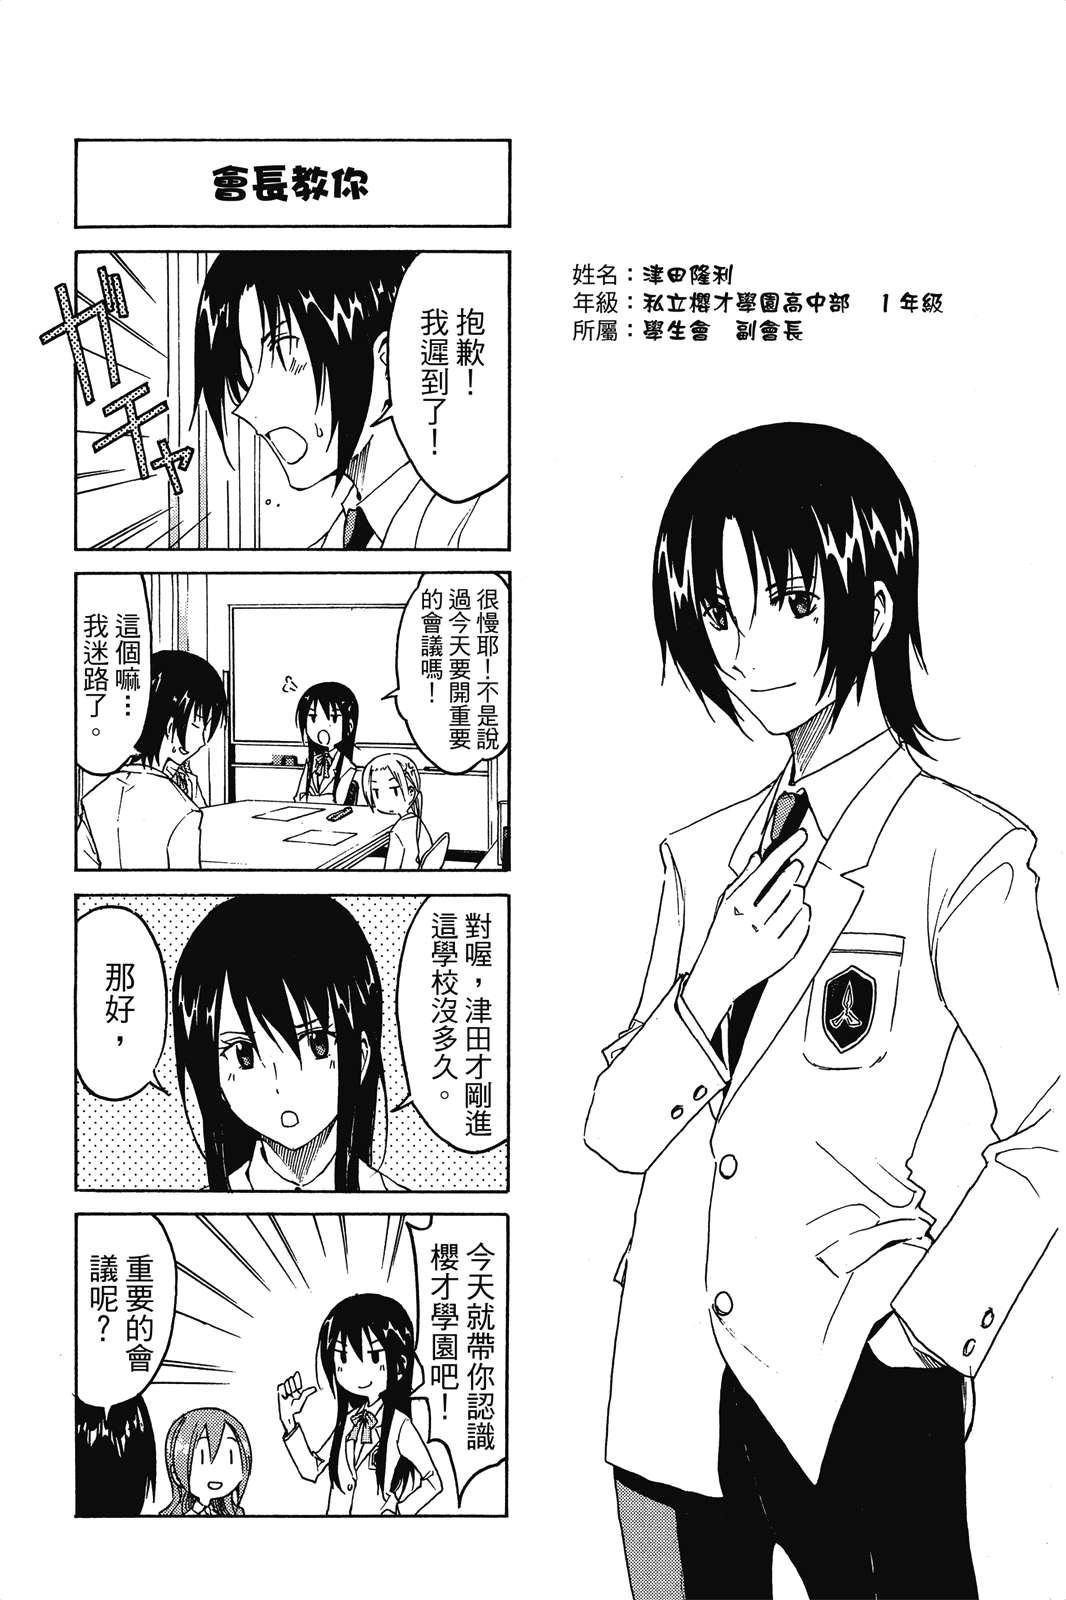 會長教你
姓名：津田隆利
年級：私立櫻才學園高中部　1年級
所屬：學生會　副會長
ガチャ
抱歉！
我遲到了！
很慢耶！不是說
過今天要開重要
的會議嗎！
這個嘛…
我迷路了。
對喔，津田才剛進
這學校沒多久。
那好，
今天就帶你認識
櫻才學園吧！
重要的會
議呢？